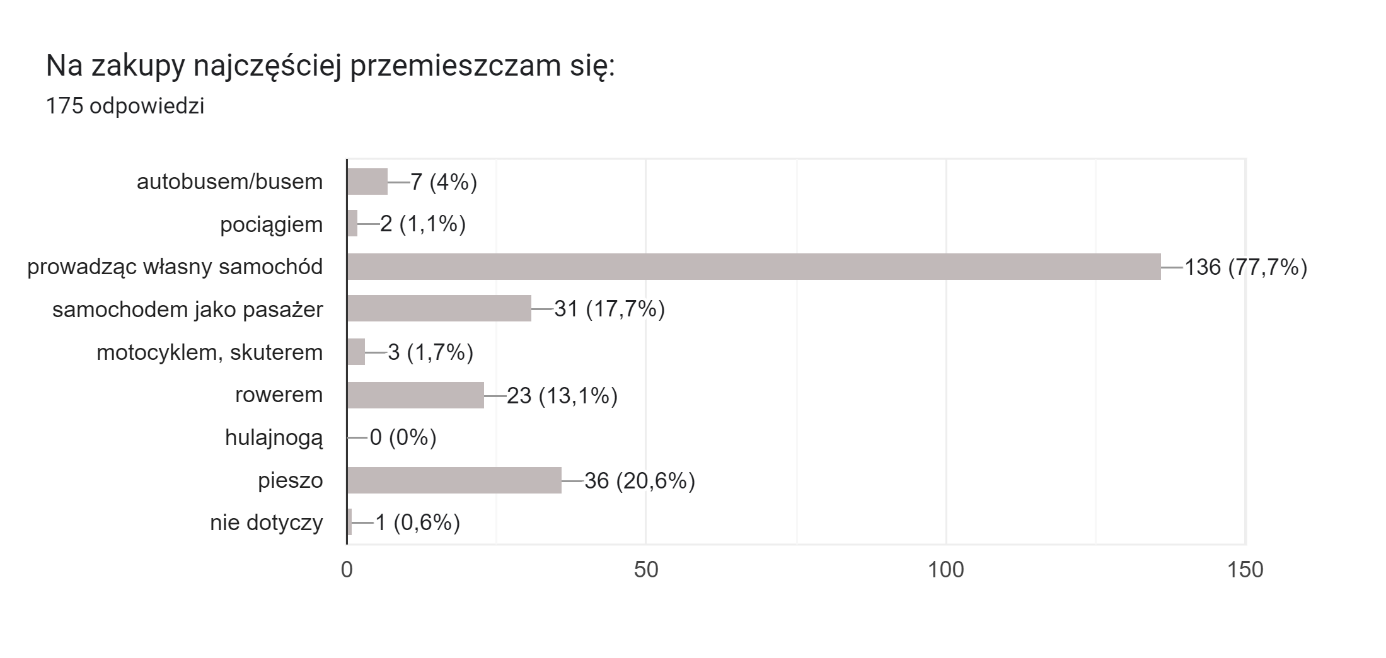 Na zakupy najczęściej przemieszczam się:
175 odpowiedzi
autobusem/busem 7 (4%)
pociągiem 2 (1,1%)
prowadząc własny samochód 136 (77,7%)
samochodem jako pasażer 31 (17,7%)
motocyklem, skuterem 3 (1,7%)
rowerem 23 (13,1%)
hulajnogą 0 (0%)
pieszo 36 (20,6%)
nie dotyczy 1 (0,6%)
0 50 100 150